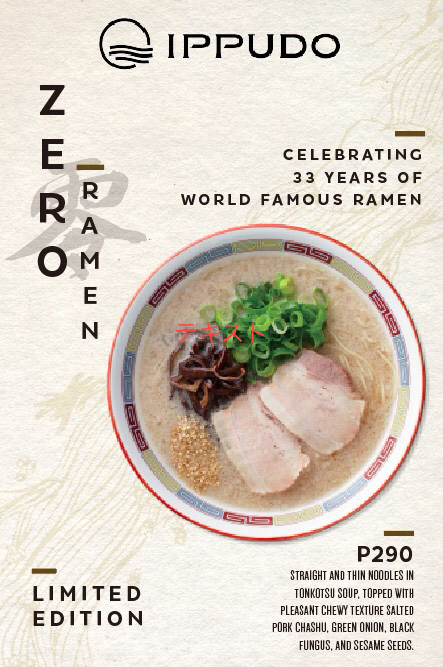 IPPUDO
ZERO
RAMEN
零
CELEBRATING
33 YEARS OF
WORLD FAMOUS RAMEN
テキスト
P290
STRAIGHT AND THIN NOODLES IN
TONKOTSU SOUP, TOPPED WITH
PLEASANT CHEWY TEXTURE SALTED
PORK CHASHU, GREEN ONION, BLACK
FUNGUS, AND SESAME SEEDS.
LIMITED
EDITION